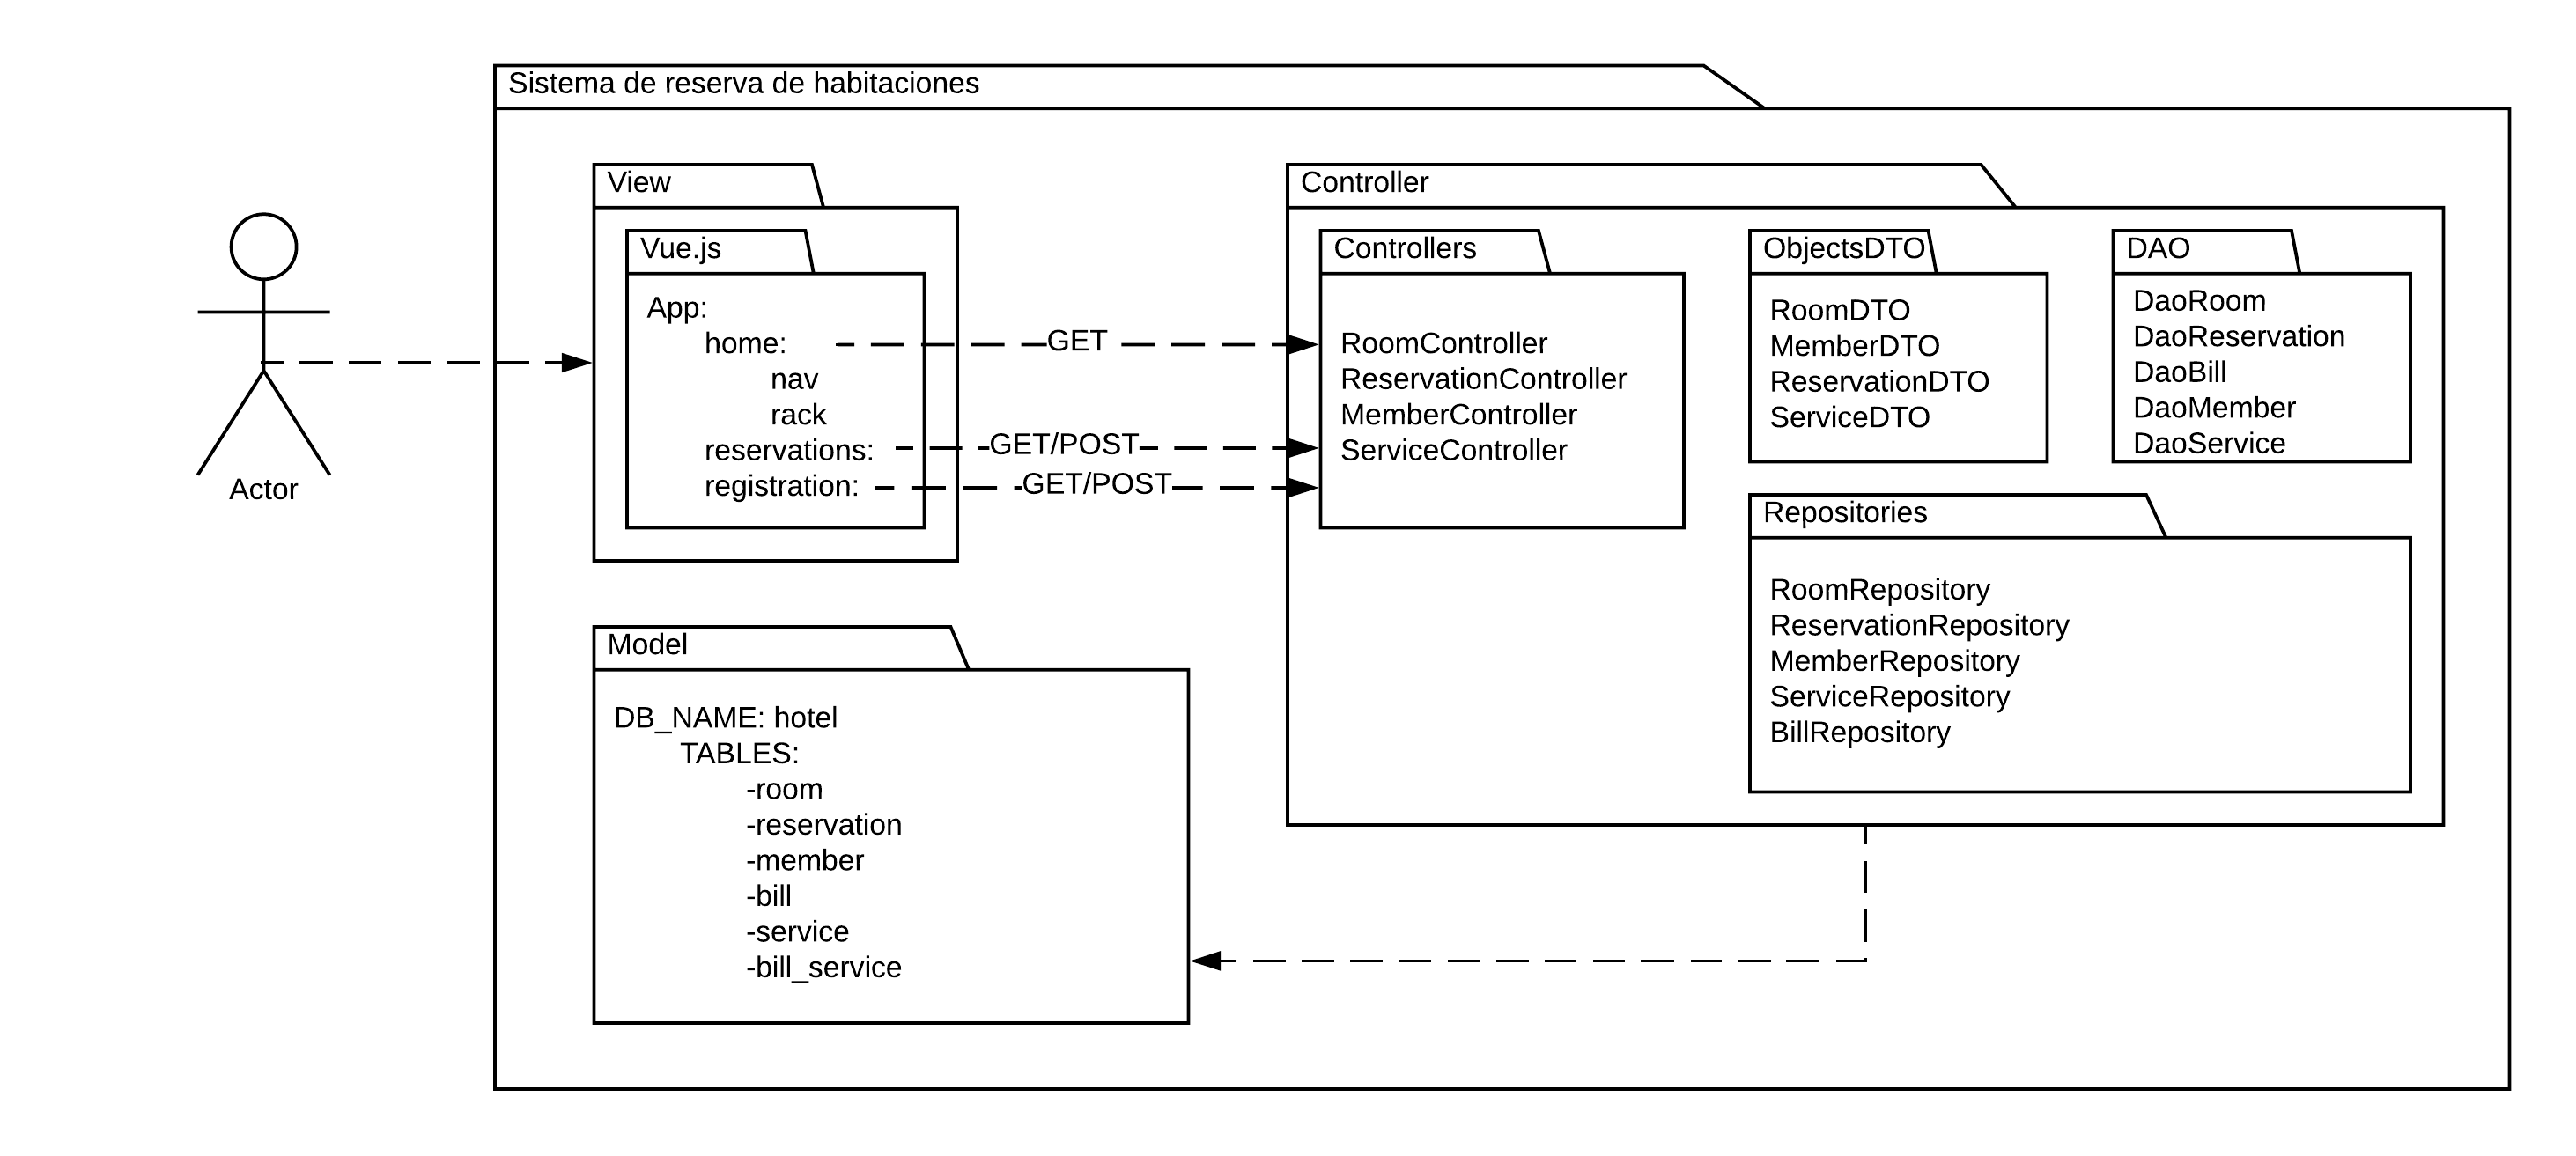 Sistema de reserva de habitaciones
Actor
View
Vue.js
App:
home:
nav
rack
reservations:
registration:
GET
GET/POST
GET/POST
Controller
Controllers
RoomController
ReservationController
MemberController
ServiceController
ObjectsDTO
RoomDTO
MemberDTO
ReservationDTO
ServiceDTO
DAO
DaoRoom
DaoReservation
DaoBill
DaoMember
DaoService
Repositories
RoomRepository
ReservationRepository
MemberRepository
ServiceRepository
BillRepository
Model
DB_NAME: hotel
TABLES:
-room
-reservation
-member
-bill
-service
-bill_service